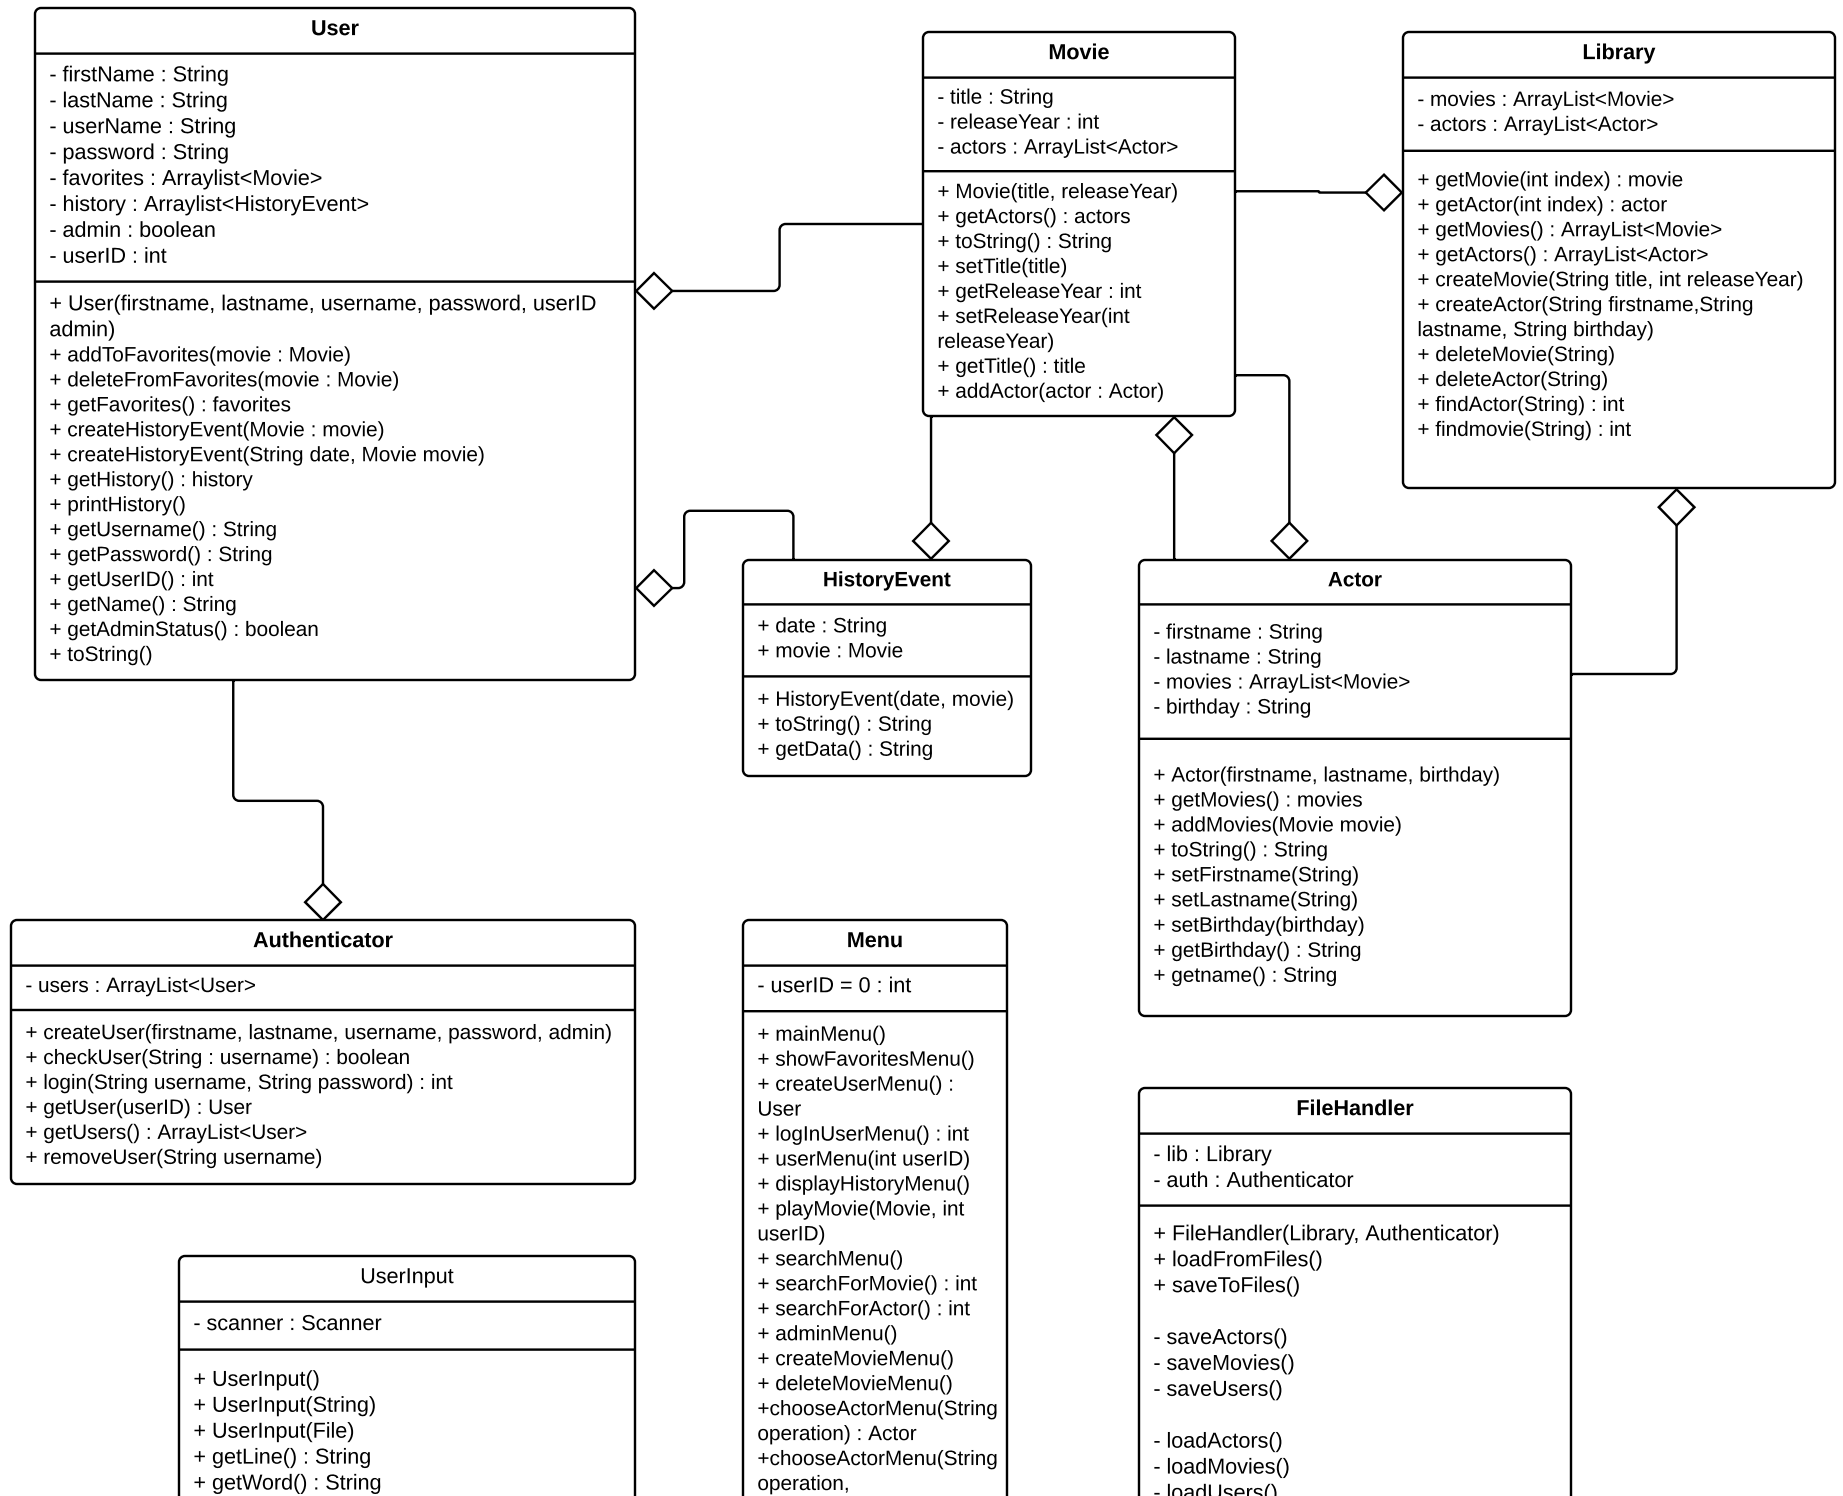 User
- firstName : String
- lastName : String
- userName : String
- password : String
- favorites : Arraylist<Movie>
- history : Arraylist<HistoryEvent>
- admin : boolean
- userID : int
+ User(firstname, lastname, username, password, userID
admin)
+ addToFavorites(movie : Movie)
+ deleteFromFavorites(movie : Movie)
+ getFavorites() : favorites
+ createHistoryEvent(Movie : movie)
+ createHistoryEvent(String date, Movie movie)
+ getHistory() : history
+ printHistory()
+ getUsername() : String
+ getPassword() : String
+ getUserID() : int
+ getName() : String
+ getAdminStatus() : boolean
+ toString()
Movie
- title : String
- releaseYear : int
- actors : ArrayList<Actor>
+ Movie(title, releaseYear)
+ getActors() : actors
+ toString() : String
+ setTitle(title)
+ getReleaseYear : int
+ setReleaseYear(int
releaseYear)
+ getTitle() : title
+ addActor(actor : Actor)
Library
- movies : ArrayList<Movie>
- actors : ArrayList<Actor>
+ getMovie(int index) : movie
+ getActor(int index) : actor
+ getMovies() : ArrayList<Movie>
+ getActors() : ArrayList<Actor>
+ createMovie(String title, int releaseYear)
+ createActor(String firstname,String
lastname, String birthday)
+ deleteMovie(String)
+ deleteActor(String)
+ findActor(String) : int
+ findmovie(String) : int
HistoryEvent
+ date : String
+ movie : Movie
+ HistoryEvent(date, movie)
+ toString() : String
+ getData() : String
Actor
- firstname : String
- lastname : String
- movies : ArrayList<Movie>
- birthday : String
+ Actor(firstname, lastname, birthday)
+ getMovies() : movies
+ addMovies(Movie movie)
+ toString() : String
+ setFirstname(String)
+ setLastname(String)
+ setBirthday(birthday)
+ getBirthday() : String
+ getname() : String
Authenticator
- users : ArrayList<User>
+ createUser(firstname, lastname, username, password, admin)
+ checkUser(String : username) : boolean
+ login(String username, String password) : int
+ getUser(userID) : User
+ getUsers() : ArrayList<User>
+ removeUser(String username)
Menu
- userID = 0 : int
+ mainMenu()
+ showFavoritesMenu()
+ createUserMenu() :
User
+ logInUserMenu() : int
+ userMenu(int userID)
+ displayHistoryMenu()
+ playMovie(Movie, int
userID)
+ searchMenu()
+ searchForMovie() : int
+ searchForActor() : int
+ adminMenu()
+ createMovieMenu()
+ deleteMovieMenu()
+chooseActorMenu(String
operation) : Actor
+chooseActorMenu(String
operation,
FileHandler
- lib : Library
- auth : Authenticator
+ FileHandler(Library, Authenticator)
+ loadFromFiles()
+ saveToFiles()
- saveActors()
- saveMovies()
- saveUsers()
- loadActors()
- loadMovies()
- loadUsers()
UserInput
- scanner : Scanner
+ UserInput()
+ UserInput(String)
+ UserInput(File)
+ getLine() : String
+ getWord() : String